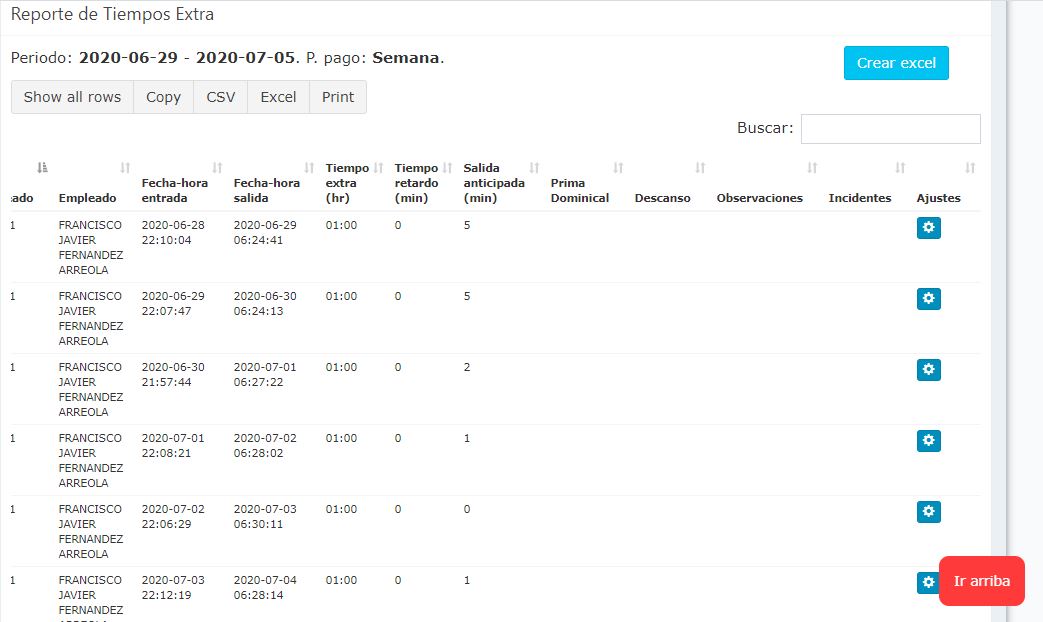 Reporte de Tiempos Extra
Periodo: 2020-06-29 - 2020-07-05. P. pago: Semana.
Crear excel
Show all rows Copy CSV Excel Print
Buscar:
Tiempo Tiempo Salida
Fecha-hora Fecha-hora extra retardo anticipada Prima
ado Empleado entrada salida (hr) (min) (min) Dominical Descanso Observaciones Incidentes Ajustes
1 FRANCISCO 2020-06-28 2020-06-29 01:00 0 5
JAVIER 22:10:04 06:24:41
FERNANDEZ
ARREOLA
1 FRANCISCO 2020-06-29 2020-06-30 01:00 0 5
JAVIER 22:07:47 06:24:13
FERNANDEZ
ARREOLA
1 FRANCISCO 2020-06-30 2020-07-01 01:00 0 2
JAVIER 21:57:44 06:27:22
FERNANDEZ
ARREOLA
1 FRANCISCO 2020-07-01 2020-07-02 01:00 0 1
JAVIER 22:08:21 06:28:02
FERNANDEZ
ARREOLA
1 FRANCISCO 2020-07-02 2020-07-03 01:00 0 0
JAVIER 22:06:29 06:30:11
FERNANDEZ
ARREOLA
1 FRANCISCO 2020-07-03 2020-07-04 01:00 0 1
JAVIER 22:12:19 06:28:14
FERNANDEZ
Ir arriba